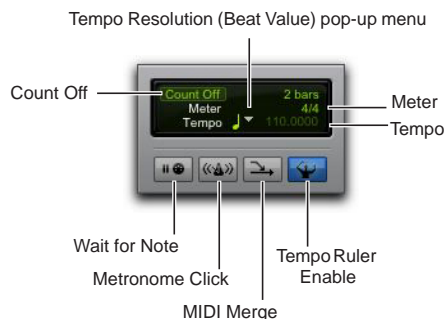 Tempo Resolution (Beat Value) pop-up menu
Count Off
Count Off 2 bars
Meter 4/4
Tempo 110.0000
Meter
Tempo
Wait for Note
Metronome Click
MIDI Merge
Tempo Ruler
Enable